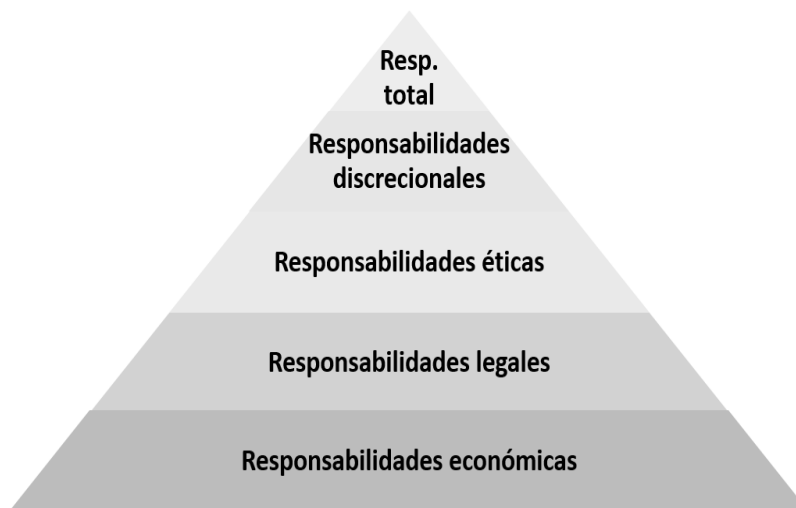 Resp.
total
Responsabilidades
discrecionales
Responsabilidades éticas
Responsabilidades legales
Responsabilidades económicas